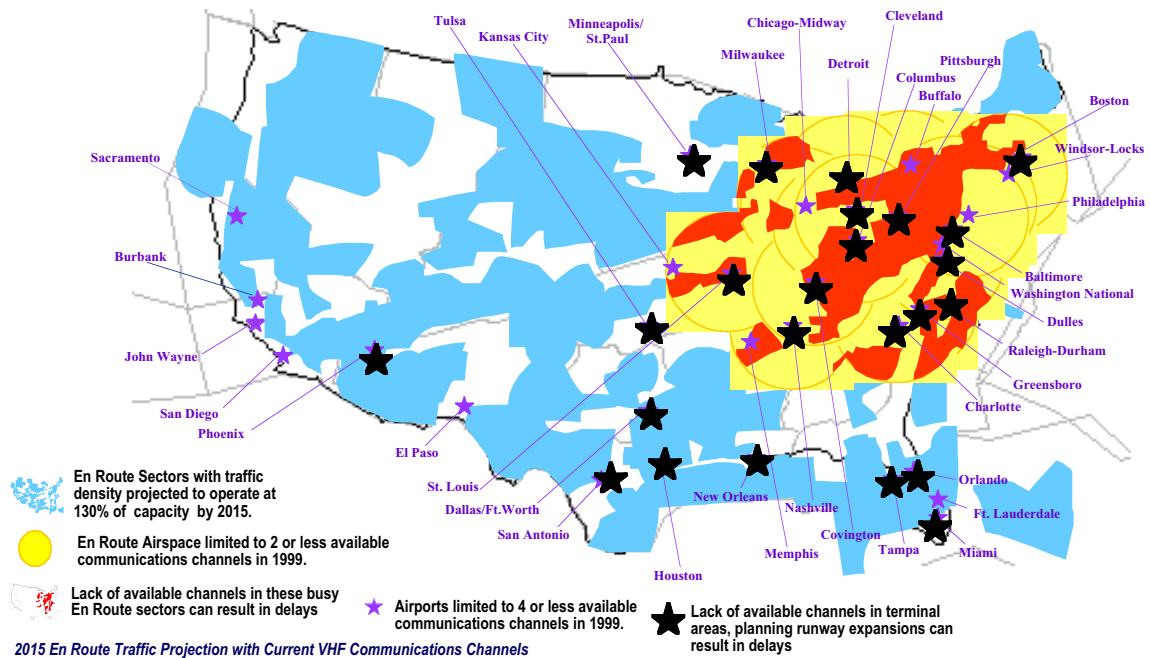 Tulsa
Kansas City
Minneapolis/
St.Paul
Chicago-Midway
Cleveland
Milwaukee
Detroit
Pittsburgh
Columbus
Buffalo
Boston
Windsor-Locks
Sacramento
Philadelphia
Burbank
Baltimore
Washington National
Dulles
John Wayne
Raleigh-Durham
Greensboro
San Diego
Charlotte
Phoenix
El Paso
St. Louis
Dallas/Ft.Worth
San Antonio
New Orleans
Nashville
Orlando
Ft. Lauderdale
Covington
Tampa
Miami
Memphis
Houston
En Route Sectors with traffic
density projected to operate at
130% of capacity by 2015.
En Route Airspace limited to 2 or less available
communications channels in 1999.
Lack of available channels in these busy
En Route sectors can result in delays
Airports limited to 4 or less available
communications channels in 1999.
Lack of available channels in terminal
areas, planning runway expansions can
result in delays
2015 En Route Traffic Projection with Current VHF Communications Channels